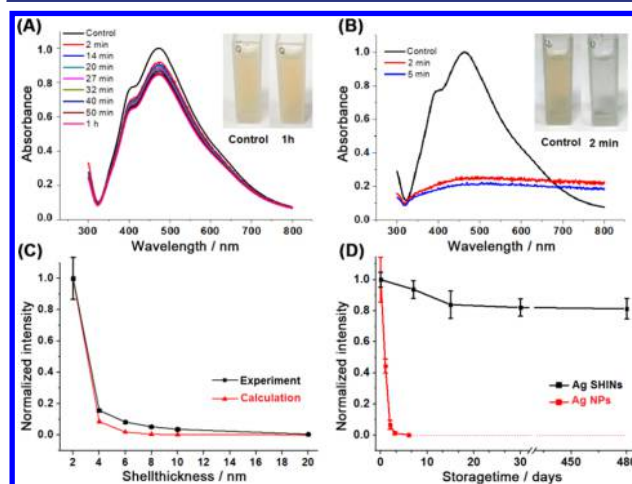 (A)
Control
2 min
14 min
20 min
27 min
32 min
40 min
50 min
1 h
Control 1h
Absorbance
1.0
0.8
0.6
0.4
0.2
0.0
300 400 500 600 700 800
Wavelength / nm
(B)
Control
2 min
5 min
Control 2 min
Absorbance
1.0
0.8
0.6
0.4
0.2
0.0
300 400 500 600 700 800
Wavelength / nm
(C)
Normalized intensity
1.0
0.8
0.6
0.4
0.2
0.0
Experiment
Calculation
2 4 6 8 10 20
Shellthickness / nm
(D)
Normalized intensity
1.0
0.8
0.6
0.4
0.2
0.0
Ag SHINs
Ag NPs
0 10 20 30 450 480
Storagetime / days